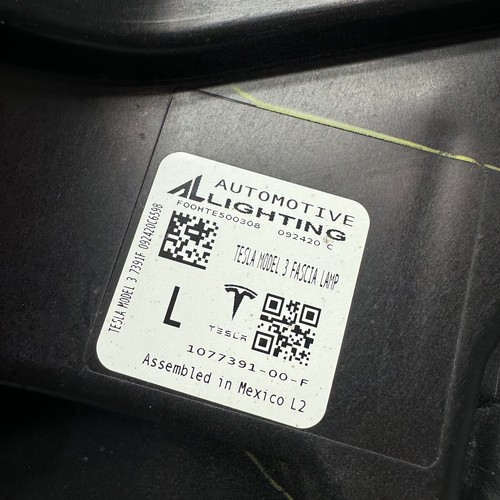 AL AUTOMOTIVE
LIGHTING
F00HTE500308 092420 C
TESLA MODEL 3 FASCIA LAMP
TESLA MODEL 3 7391F 092420C6598
L
TESLA
1077391-00-F
Assembled in Mexico L2